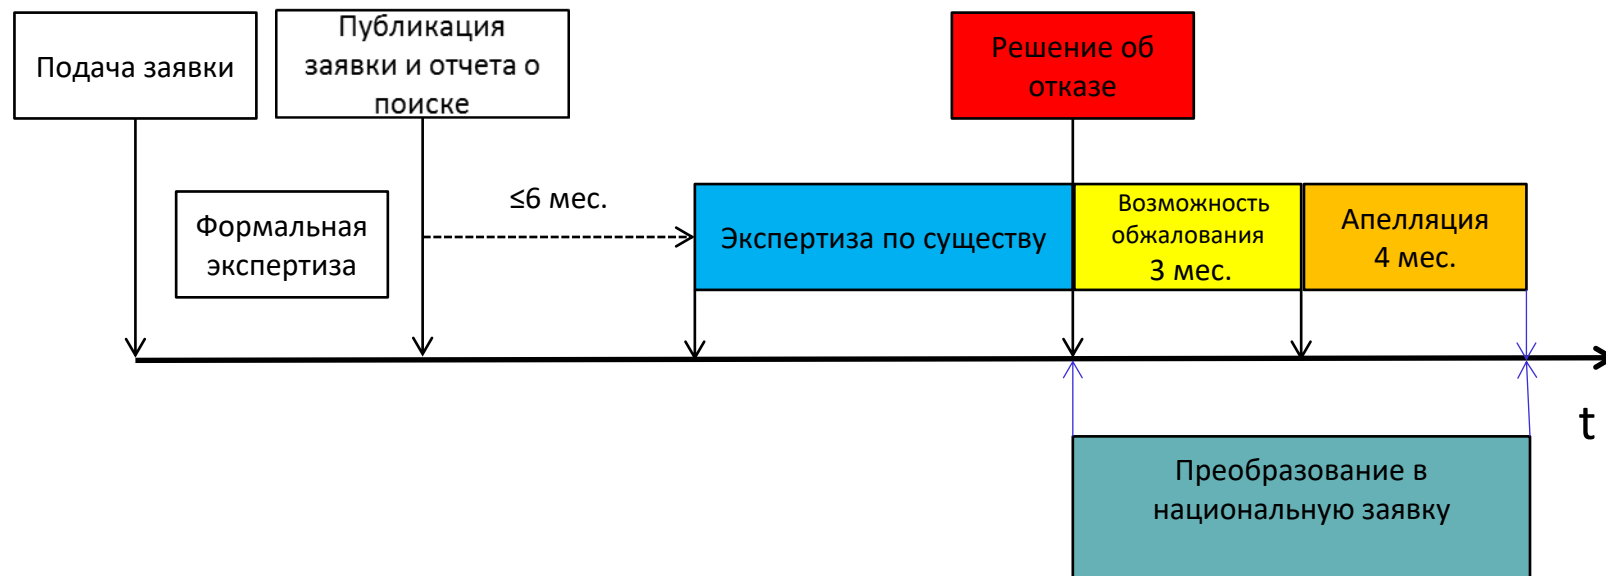 Подача заявки
Публикация
заявки и отчета о
поиске
Решение об
отказе
Формальная
экспертиза
≤6 мес.
Экспертиза по существу
Возможность
обжалования
3 мес.
Апелляция
4 мес.
t
Преобразование в
национальную заявку